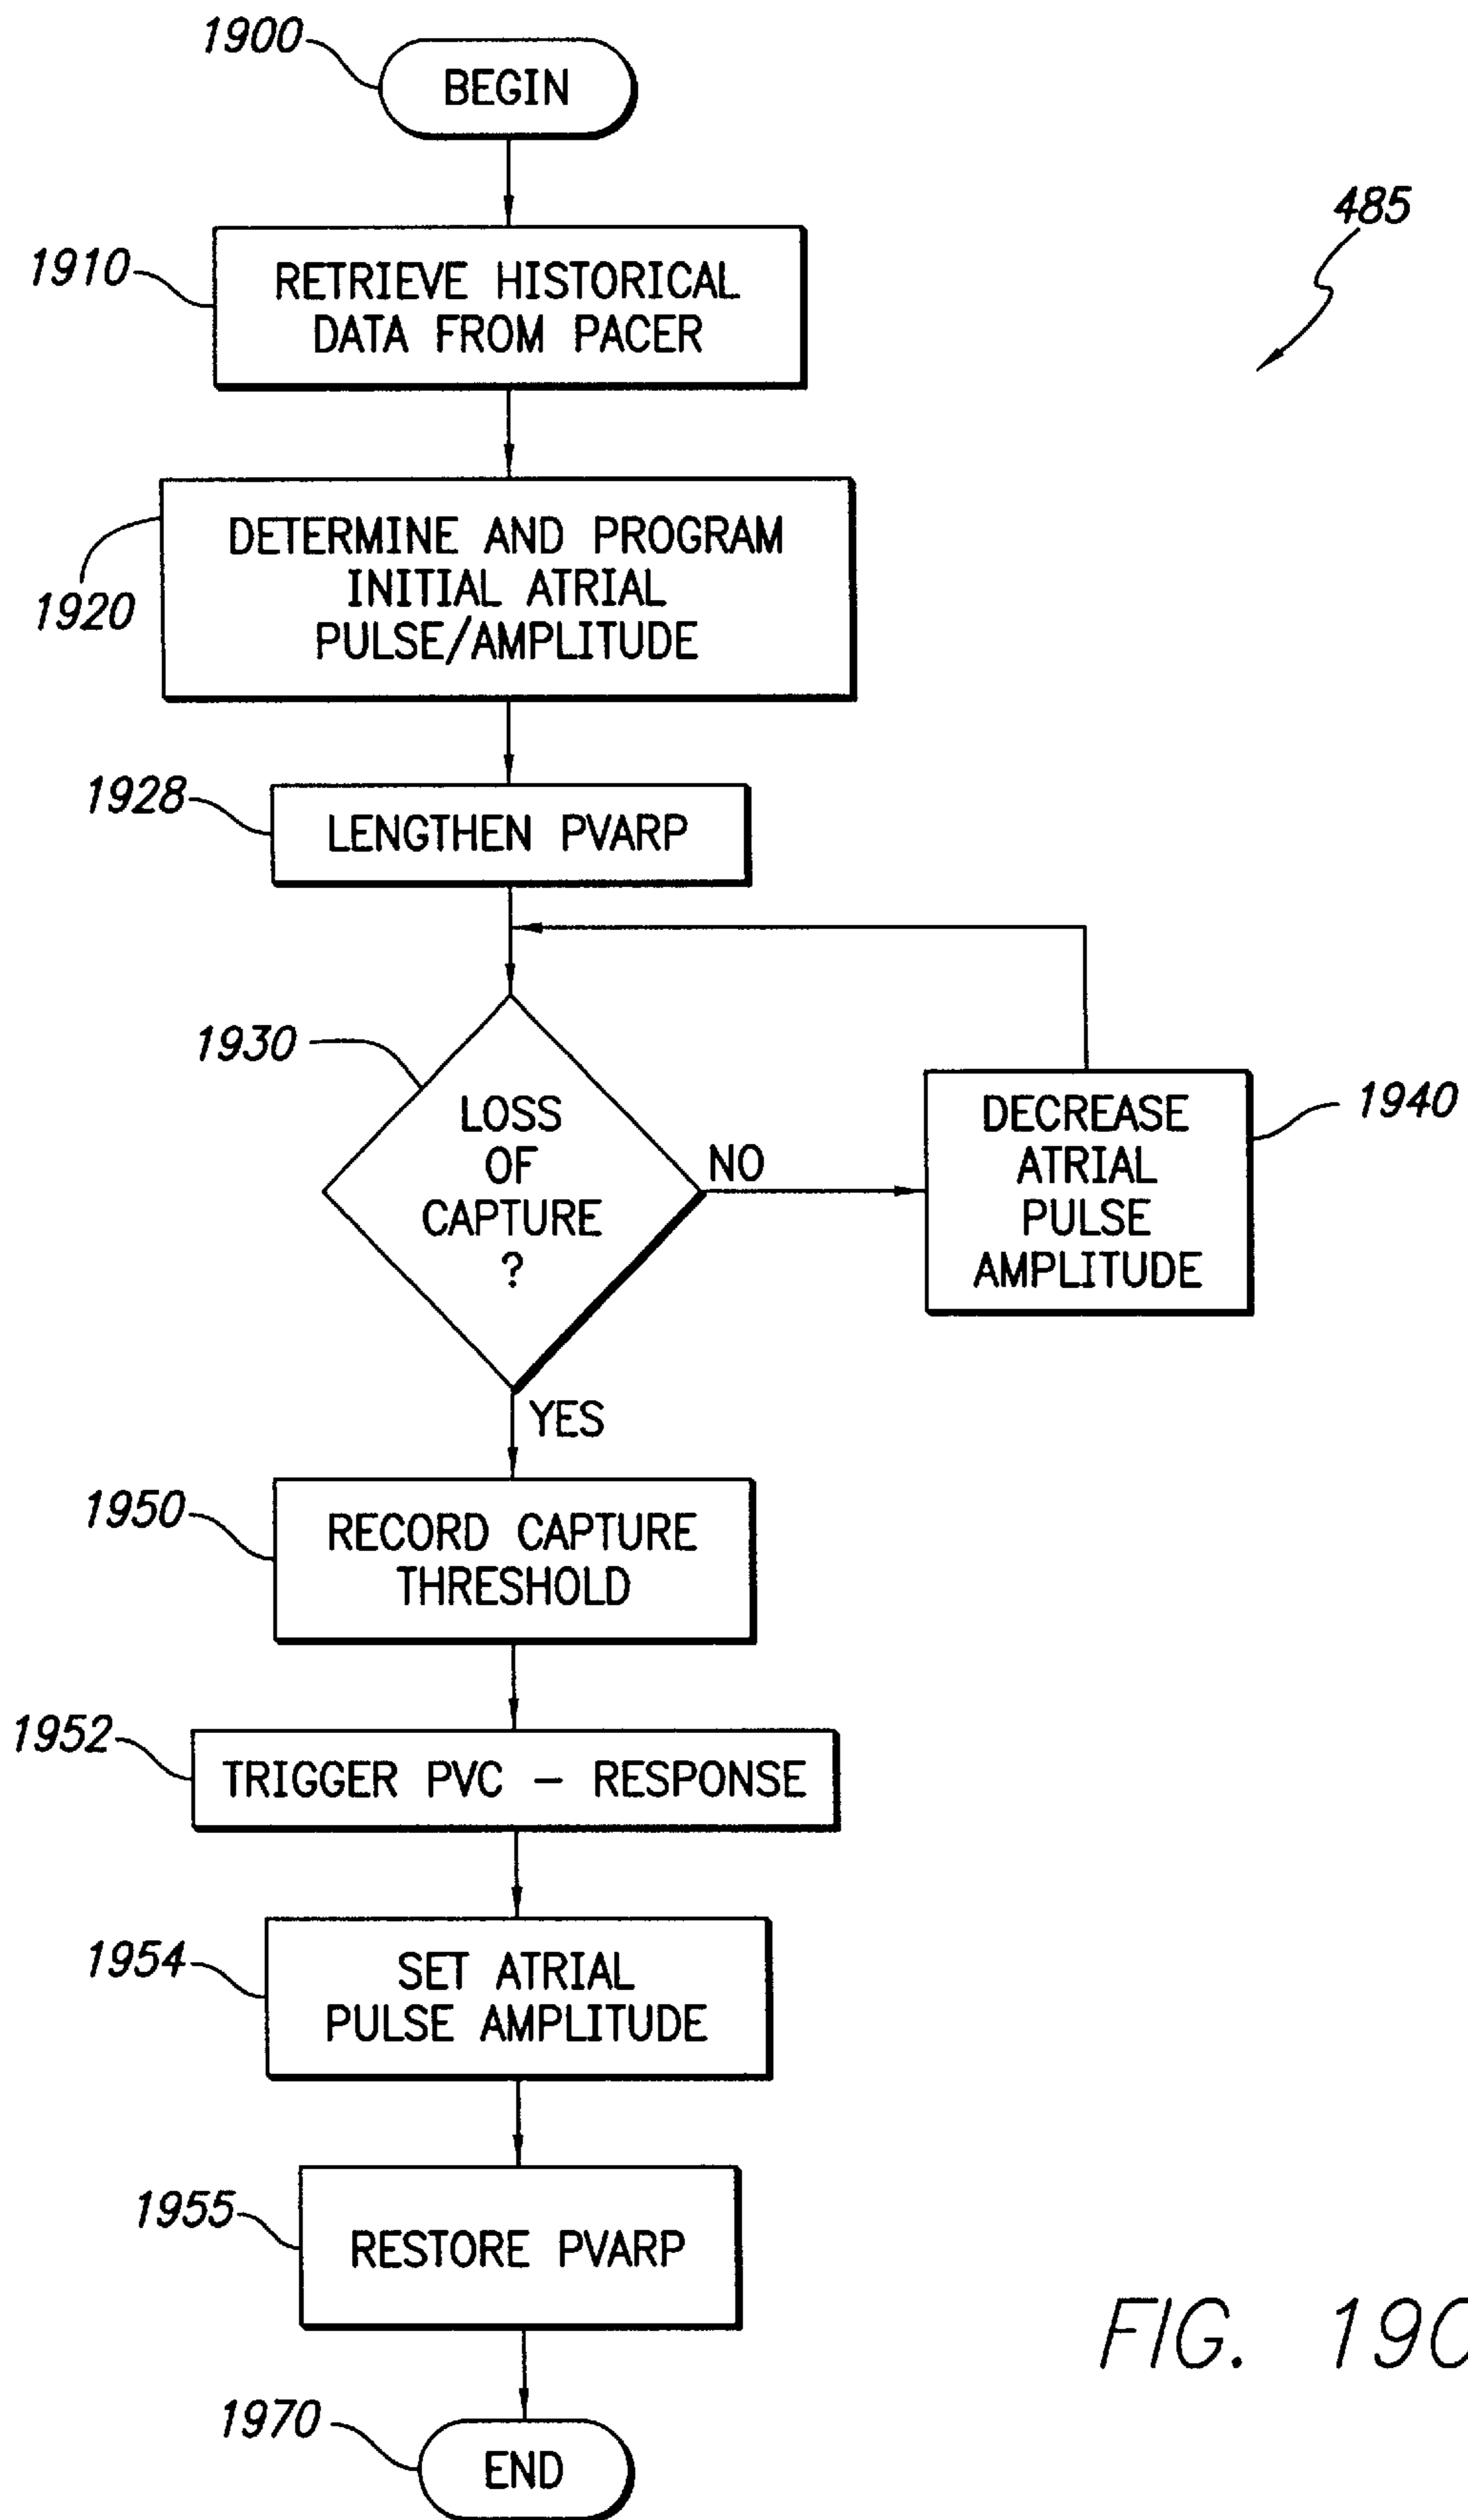 1900
BEGIN
485
1910
RETRIEVE HISTORICAL
DATA FROM PACER
DETERMINE AND PROGRAM
INITIAL ATRIAL
PULSE/AMPLITUDE
1920
1928
LENGTHEN PVARP
1930
LOSS
OF
CAPTURE
?
NO
DECREASE
ATRIAL
PULSE
AMPLITUDE
1940
YES
1950
RECORD CAPTURE
THRESHOLD
1952
TRIGGER PVC – RESPONSE
1954
SET ATRIAL
PULSE AMPLITUDE
1955
RESTORE PVARP
FIG.
1970
END